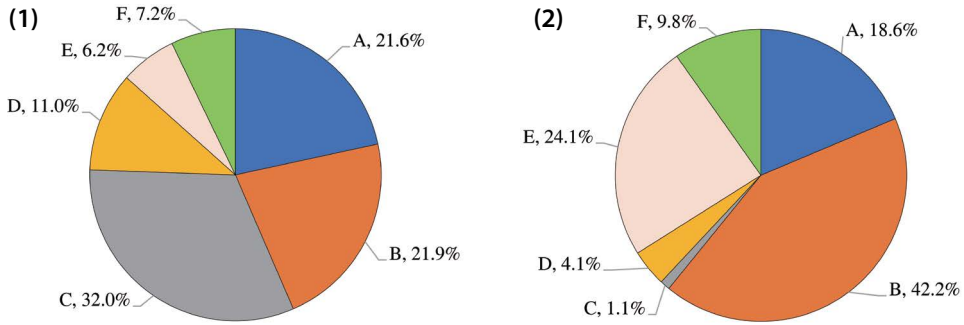 (1)
F, 7.2%
A, 21.6%
E, 6.2%
D, 11.0%
B, 21.9%
C, 32.0%
(2)
F, 9.8%
A, 18.6%
E, 24.1%
D, 4.1%
C, 1.1%
B, 42.2%